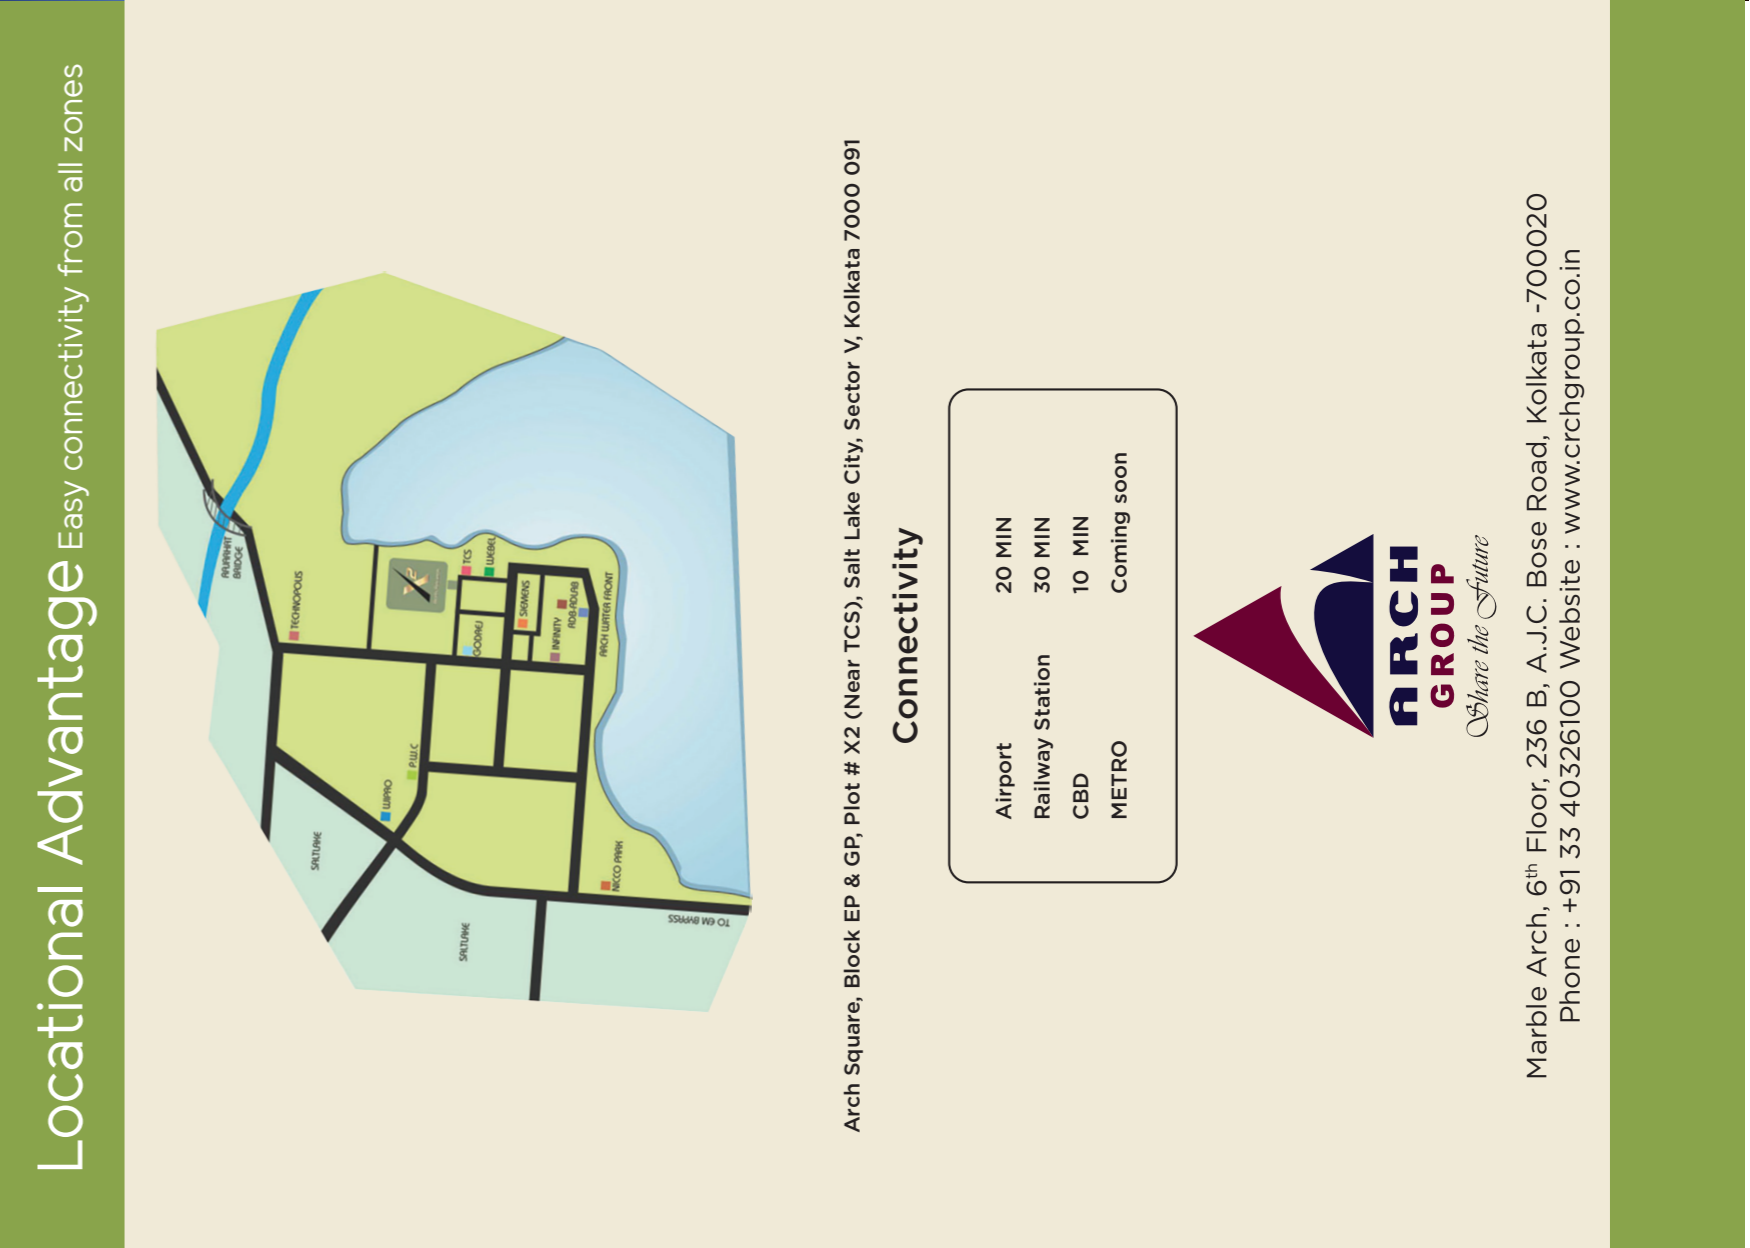 Locational Advantage Easy connectivity from all zones
RAJARHAT
BRIDGE
TECHNOPOLIS
TCS
WEBEL
GODREJ
SIEMENS
INFINITY
ADB-ADLAB
ARCH WATER FRONT
P.W.C
WIPRO
SALTLAKE
NICCO PARK
SALTLAKE
TO EM BYPASS
Arch Square, Block EP & GP, Plot # X2 (Near TCS), Salt Lake City, Sector V, Kolkata 7000 091
Connectivity
Airport 20 MIN
Railway Station 30 MIN
CBD 10 MIN
METRO Coming soon
ARCH
GROUP
Share the Future
Marble Arch, 6th Floor, 236 B, A.J.C. Bose Road, Kolkata -700020
Phone : +91 33 403261100 Website : www.crchgroup.co.in